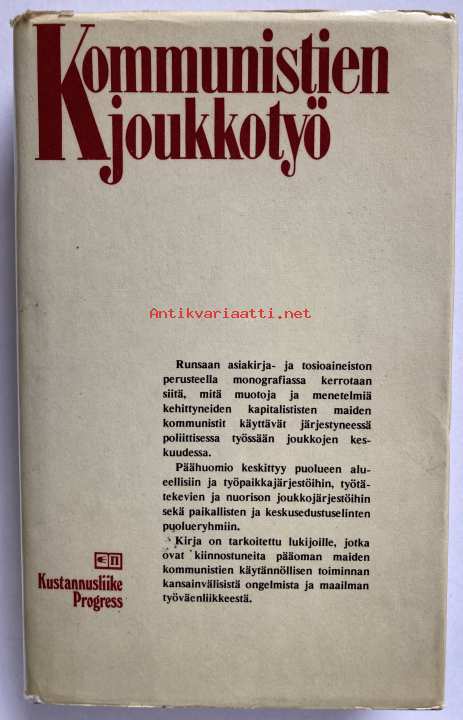 Kommunistien
joukkotyö
Antikvariaatti.net
Runsaan asiakirja- ja tosioaineiston
perusteella monografiassa kerrotaan
siitä, mitä muotoja ja menetelmiä
kehittyneiden kapitalististen maiden
kommunistit käyttävät järjestyneessä
poliittisessa työssään joukkojen kes-
kuudessa.
Päähuomio keskittyy puolueen alu-
eellisiin ja työpaikkajärjestöihin, työtä-
tekevien ja nuorison joukkojärjestöihin
sekä paikallisten ja keskusedustuselinten
puolueryhmiin.
Kirja on tarkoitettu lukijoille, jotka
ovat kiinnostuneita pääoman maiden
kommunistien käytännöllisen toiminnan
kansainvälisistä ongelmista ja maailman
työväenliikkeestä.
Kustannusliike
Progress